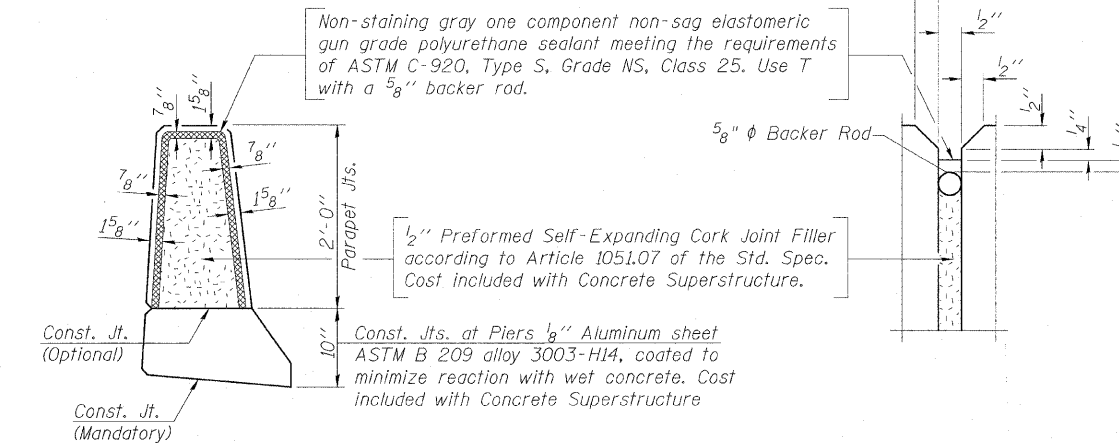 Non-staining gray one component non-sag elastomeric
gun grade polyurethane sealant meeting the requirements
of ASTM C-920, Type S, Grade NS, Class 25. Use T
with a 5/8" backer rod.
1/2"
1/2"
1/2"
1/4"
5/8" ϕ Backer Rod
7/8"
1 5/8"
7/8"
7/8"
1 5/8"
1 5/8"
2'-0"
Parapet Jts.
1/2" Preformed Self-Expanding Cork Joint Filler
according to Article 1051.07 of the Std. Spec.
Cost included with Concrete Superstructure.
Const. Jt.
(Optional)
10"
Const. Jts. at Piers 1/8" Aluminum sheet
ASTM B 209 alloy 3003-H14, coated to
minimize reaction with wet concrete. Cost
included with Concrete Superstructure
Const. Jt.
(Mandatory)